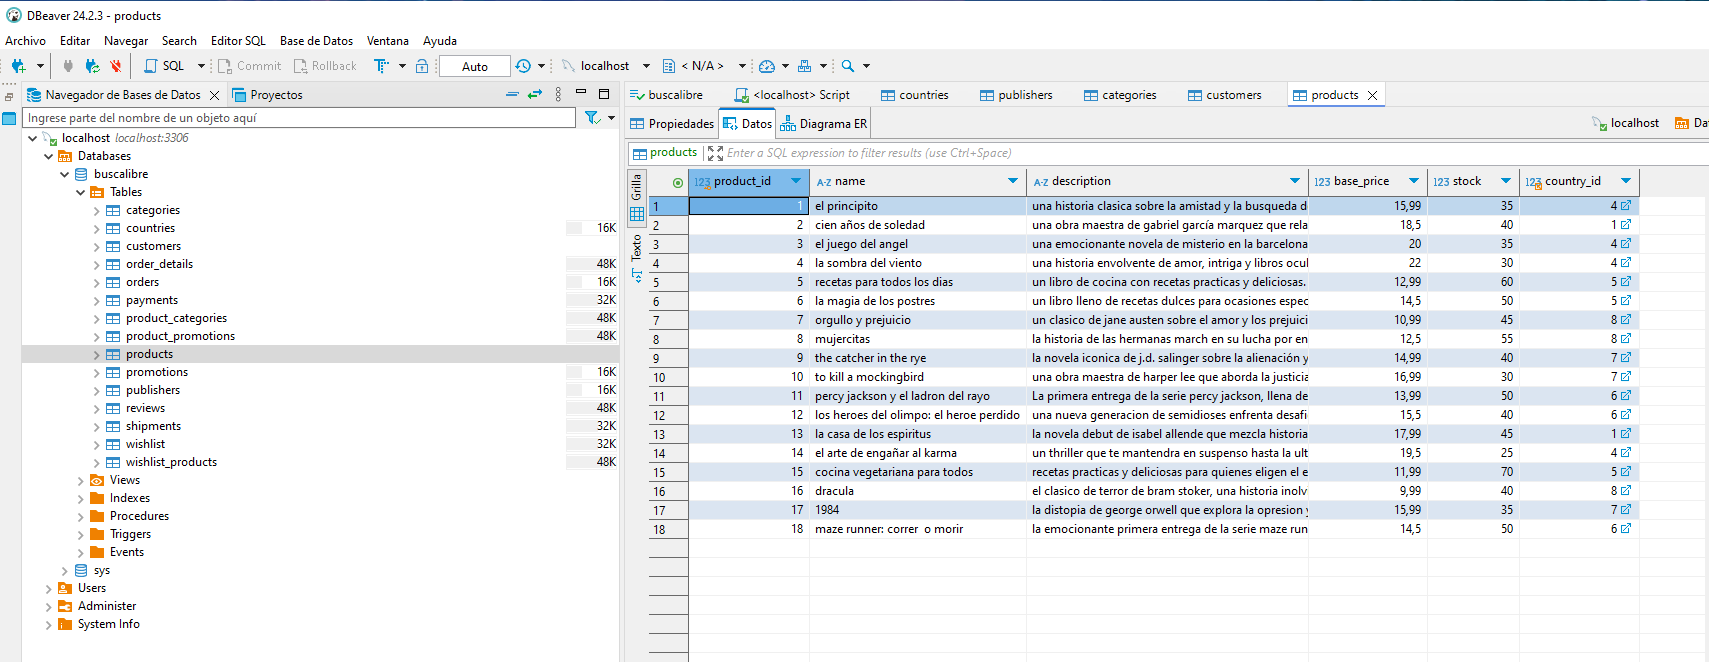 DBeaver 24.2.3 - products
Archivo Editar Navegar Search Editor SQL Base de Datos Ventana Ayuda
SQL Commit Rollback Auto localhost < N/A >
Navegador de Bases de Datos Proyectos
Ingrese parte del nombre de un objeto aquí
localhost localhost:3306
Databases
buscalibre
Tables
categories
countries 16K
customers
order_details 48K
orders 16K
payments 32K
product_categories 48K
product_promotions 48K
products
promotions 16K
publishers 16K
reviews 48K
shipments 32K
wishlist 32K
wishlist_products 48K
Views
Indexes
Procedures
Triggers
Events
sys
Users
Administer
System Info
buscalibre <localhost> Script countries publishers categories customers products
Propiedades Datos Diagrama ER localhost Da
products Enter a SQL expression to filter results (use Ctrl+Space)
Grilla
Texto
123 product_id A-Z name A-Z description 123 base_price 123 stock 123 country_id
1 1 el principito una historia clasica sobre la amistad y la busqueda d 15,99 35 4
2 2 cien años de soledad una obra maestra de gabriel garcía marquez que rela 18,5 40 1
3 3 el juego del angel una emocionante novela de misterio en la barcelona 20 35 4
4 4 la sombra del viento una historia envolvente de amor, intriga y libros ocul 22 30 4
5 5 recetas para todos los dias un libro de cocina con recetas practicas y deliciosas. 12,99 60 5
6 6 la magia de los postres un libro lleno de recetas dulces para ocasiones espec 14,5 50 5
7 7 orgullo y prejuicio un clasico de jane austen sobre el amor y los prejuici 10,99 45 8
8 8 mujercitas la historia de las hermanas march en su lucha por en 12,5 55 8
9 9 the catcher in the rye la novela iconica de j.d. salinger sobre la alienación y 14,99 40 7
10 10 to kill a mockingbird una obra maestra de harper lee que aborda la justicia 16,99 30 7
11 11 percy jackson y el ladron del rayo La primera entrega de la serie percy jackson, llena de 13,99 50 6
12 12 los heroes del olimpo: el heroe perdido una nueva generacion de semidioses enfrenta desafi 15,5 40 6
13 13 la casa de los espiritus la novela debut de isabel allende que mezcla historia 17,99 45 1
14 14 el arte de engañar al karma un thriller que te mantendra en suspenso hasta la ult 19,5 25 4
15 15 cocina vegetariana para todos recetas practicas y deliciosas para quienes eligen el e 11,99 70 5
16 16 dracula el clasico de terror de bram stoker, una historia inolv 9,99 40 8
17 17 1984 la distopia de george orwell que explora la opresion y 15,99 35 7
18 18 maze runner: correr o morir la emocionante primera entrega de la serie maze run 14,5 50 6